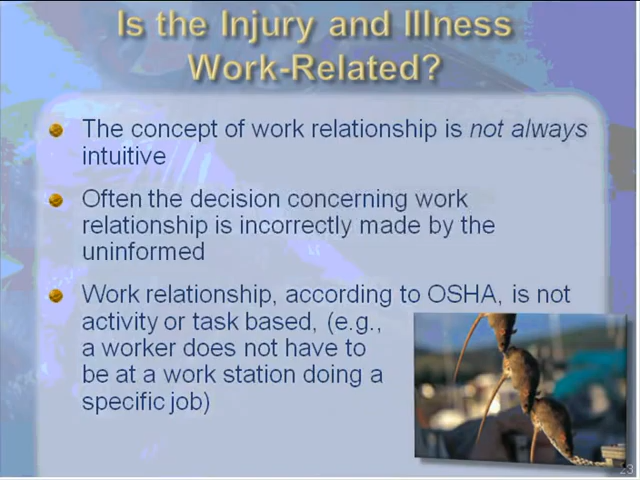 Is the Injury and Illness
Work-Related?
The concept of work relationship is not always
intuitive
Often the decision concerning work
relationship is incorrectly made by the
uninformed
Work relationship, according to OSHA, is not
activity or task based, (e.g.,
a worker does not have to
be at a work station doing a
specific job)
23